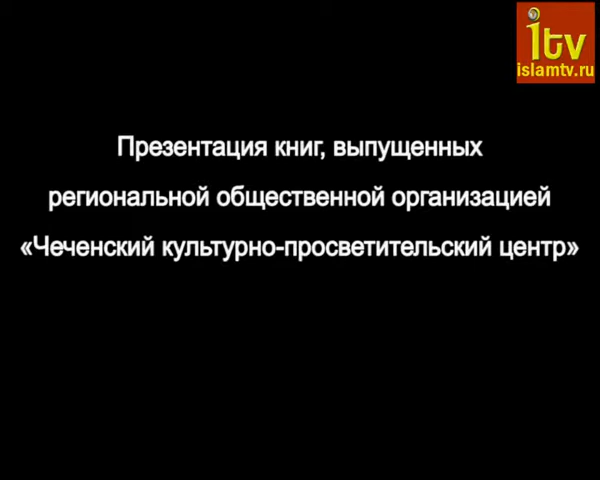 itv
islamtv.ru
Презентация книг, выпущенных
региональной общественной организацией
«Чеченский культурно-просветительский центр»